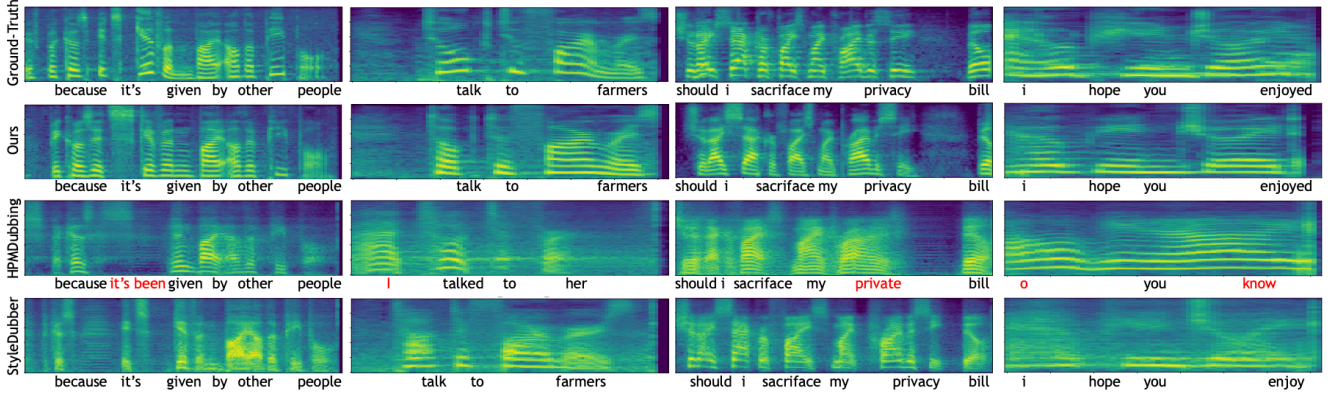 Ground-Truth
because it's given by other people talk to farmers should i sacriface my privacy bill i hope you enjoyed
Ours
because it's given by other people talk to farmers should i sacriface my privacy bill i hope you enjoyed
HPMDubbing
because it's been given by other people I talked to her should i sacriface my private bill o you know
StyleDubber
because it's given by other people talk to farmers should i sacriface my privacy bill i hope you enjoy